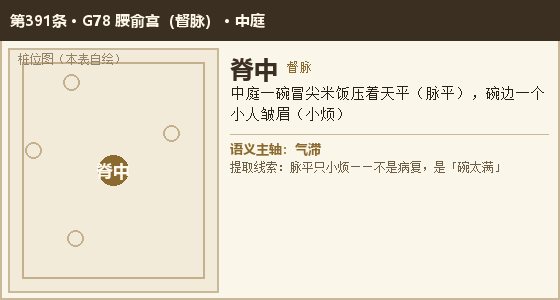 第391条・G78 腰俞宫（督脉）・中庭
桩位图（本表自绘）
脊中
脊中 督脉
中庭一碗冒尖米饭压着天平（脉平），碗边一个
小人皱眉（小烦）
语义主轴：气滞
提取线索：脉平只小烦——不是病复，是「碗太满」